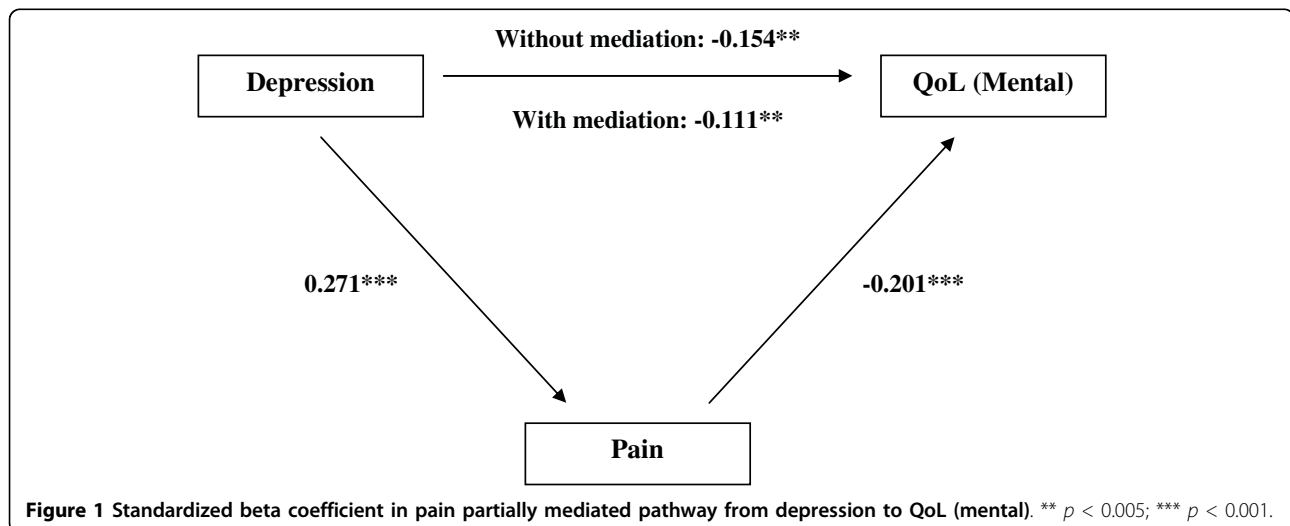 Without mediation: -0.154**
Depression
QoL (Mental)
With mediation: -0.111**
0.271***
-0.201***
Pain
Figure 1 Standardized beta coefficient in pain partially mediated pathway from depression to QoL (mental). ** p < 0.005; *** p < 0.001.